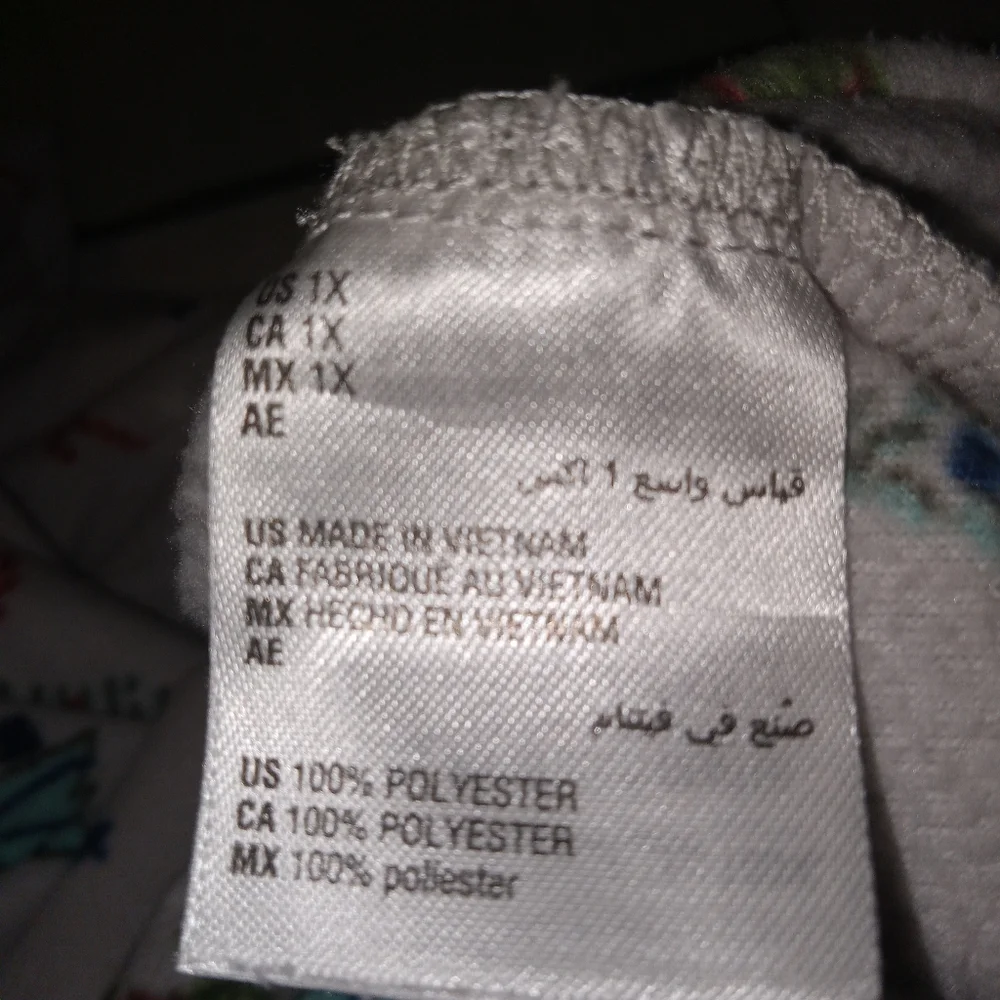 US 1X
CA 1X
MX 1X
AE
قياس واسع 1 اكس
US MADE IN VIETNAM
CA FABRIQUE AU VIETNAM
MX HECHO EN VIETNAM
AE
صُنع في فيتنام
US 100% POLYESTER
CA 100% POLYESTER
MX 100% poliester